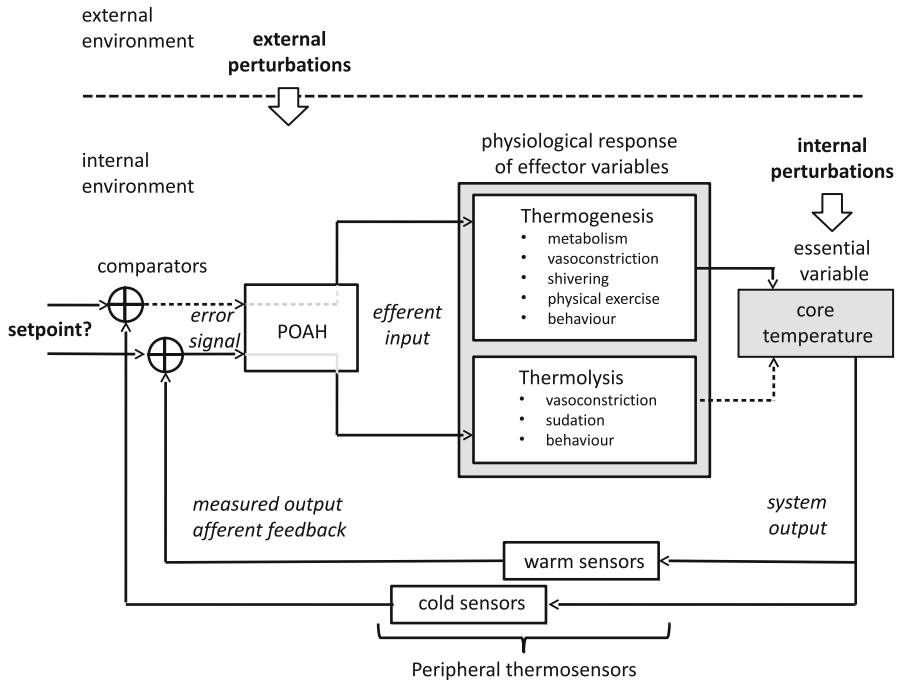 external
environment
external
perturbations
internal
environment
physiological response
of effector variables
internal
perturbations
Thermogenesis
• metabolism
• vasoconstriction
• shivering
• physical exercise
• behaviour
essential
variable
comparators
error
signal
POAH
efferent
input
core
temperature
setpoint?
Thermolysis
• vasoconstriction
• sudation
• behaviour
measured output
afferent feedback
system
output
warm sensors
cold sensors
Peripheral thermosensors